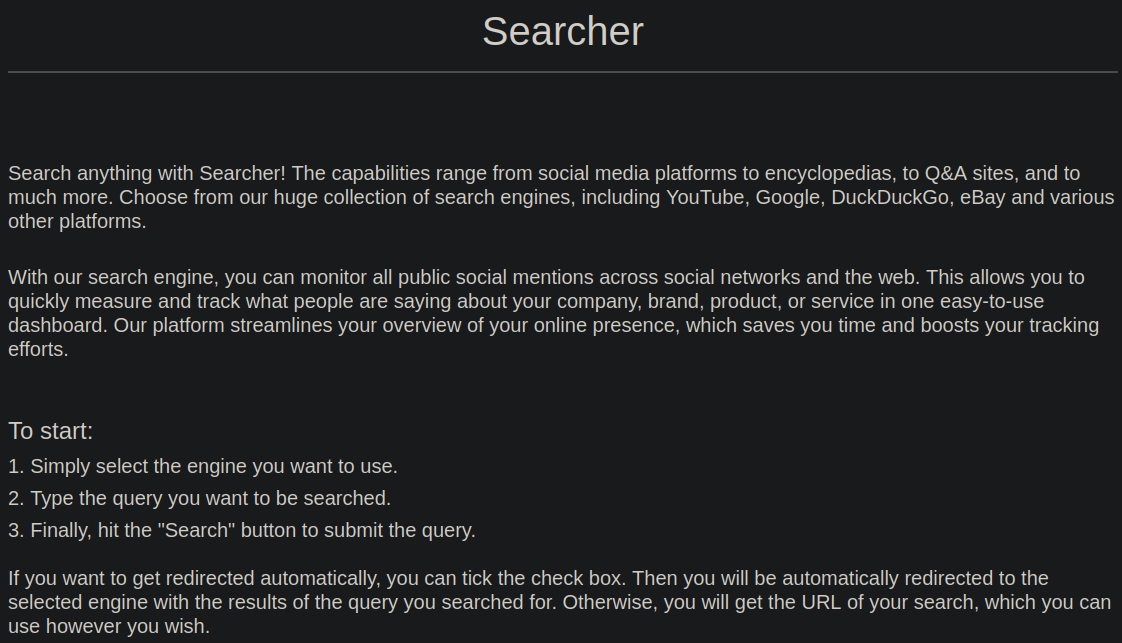 Searcher
Search anything with Searcher! The capabilities range from social media platforms to encyclopedias, to Q&A sites, and to
much more. Choose from our huge collection of search engines, including YouTube, Google, DuckDuckGo, eBay and various
other platforms.
With our search engine, you can monitor all public social mentions across social networks and the web. This allows you to
quickly measure and track what people are saying about your company, brand, product, or service in one easy-to-use
dashboard. Our platform streamlines your overview of your online presence, which saves you time and boosts your tracking
efforts.
To start:
1. Simply select the engine you want to use.
2. Type the query you want to be searched.
3. Finally, hit the "Search" button to submit the query.
If you want to get redirected automatically, you can tick the check box. Then you will be automatically redirected to the
selected engine with the results of the query you searched for. Otherwise, you will get the URL of your search, which you can
use however you wish.